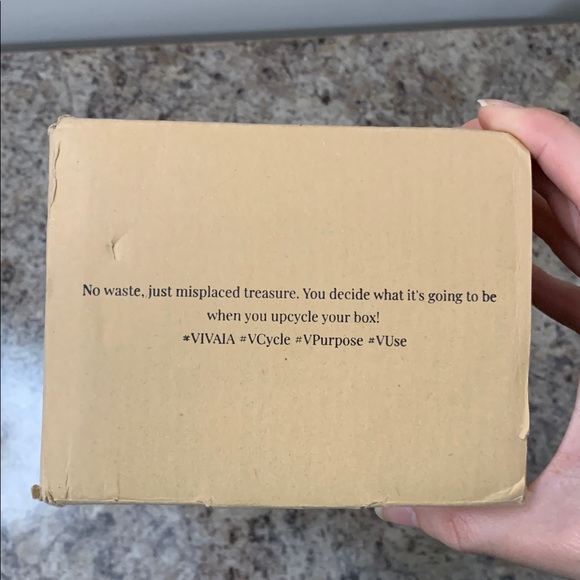 No waste, just misplaced treasure. You decide what it's going to be
when you upcycle your box!
#VIVAIA #VCycle #VPurpose #VUse